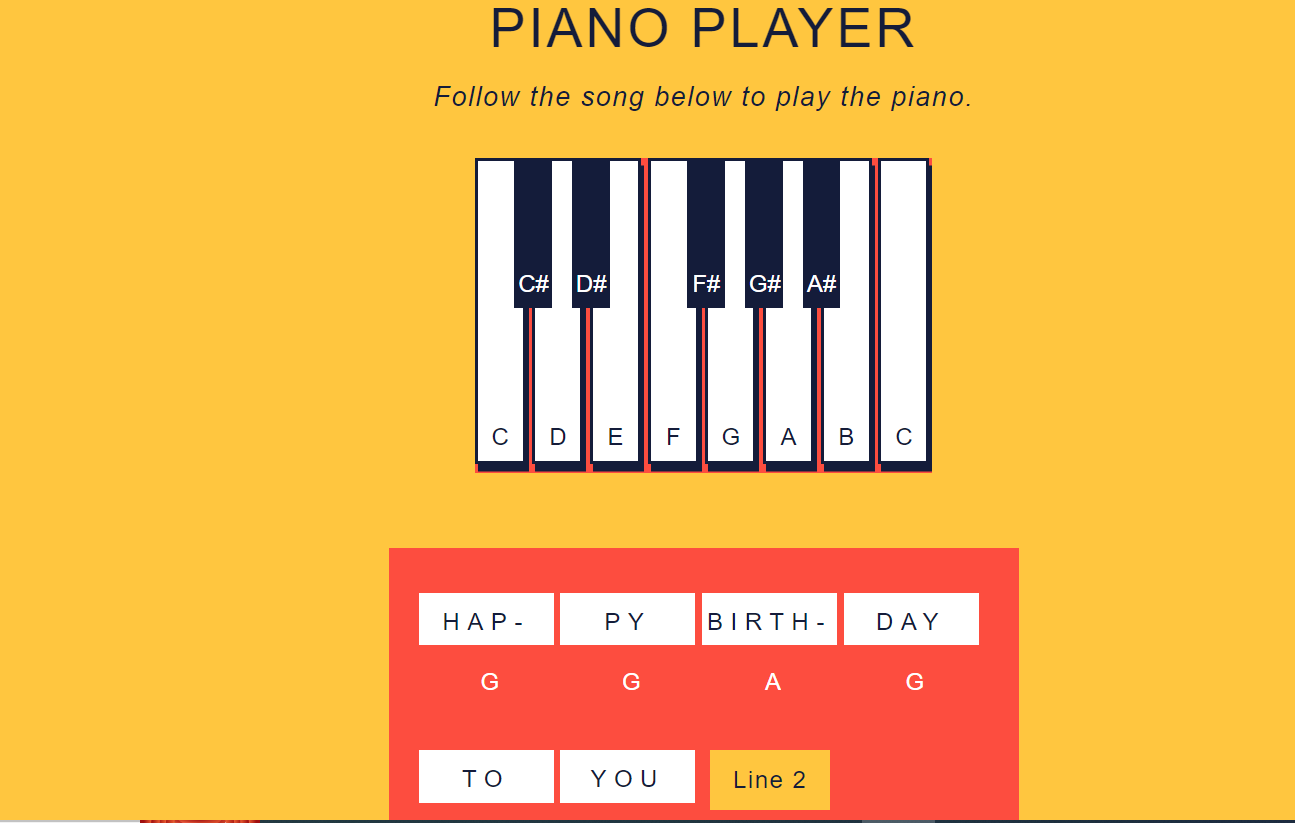 PIANO PLAYER
Follow the song below to play the piano.
C# D# F# G# A#
C D E F G A B C
HAP- PY BIRTH- DAY
G G A G
TO YOU Line 2